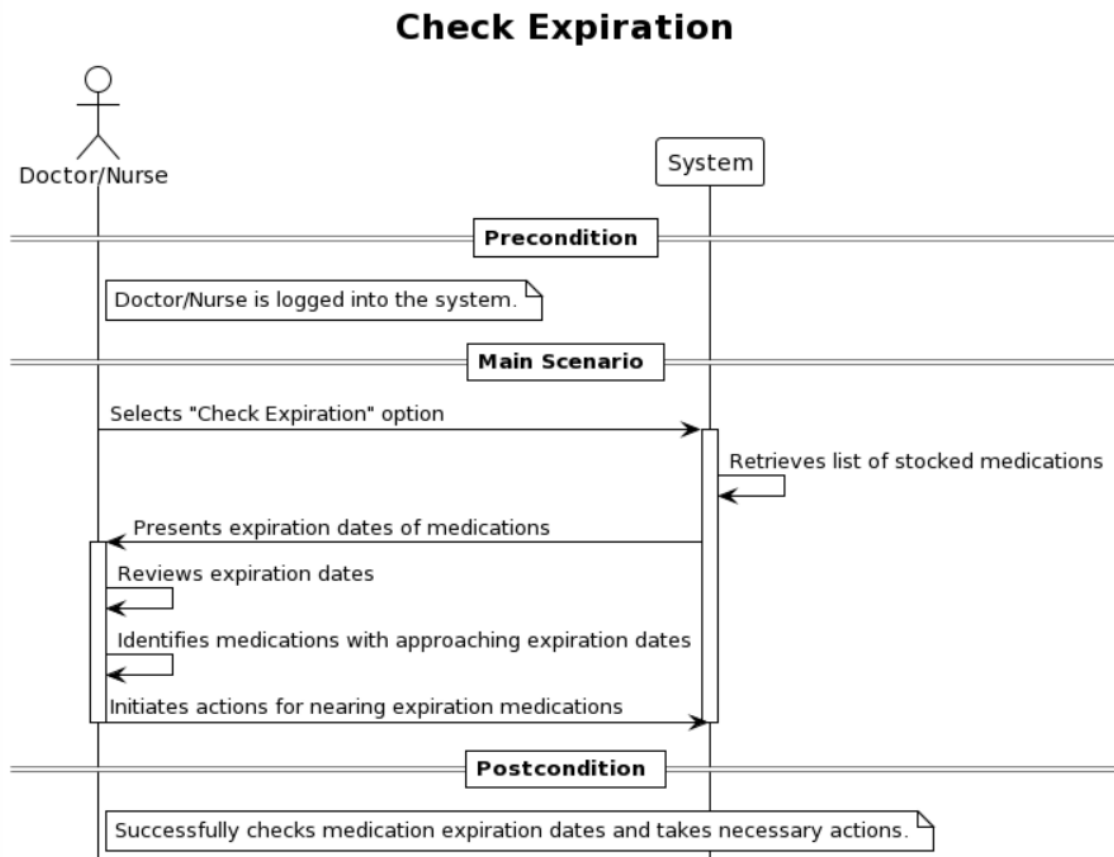 Check Expiration
Doctor/Nurse
System
Precondition
Doctor/Nurse is logged into the system.
Main Scenario
Selects "Check Expiration" option
Retrieves list of stocked medications
Presents expiration dates of medications
Reviews expiration dates
Identifies medications with approaching expiration dates
Initiates actions for nearing expiration medications
Postcondition
Successfully checks medication expiration dates and takes necessary actions.